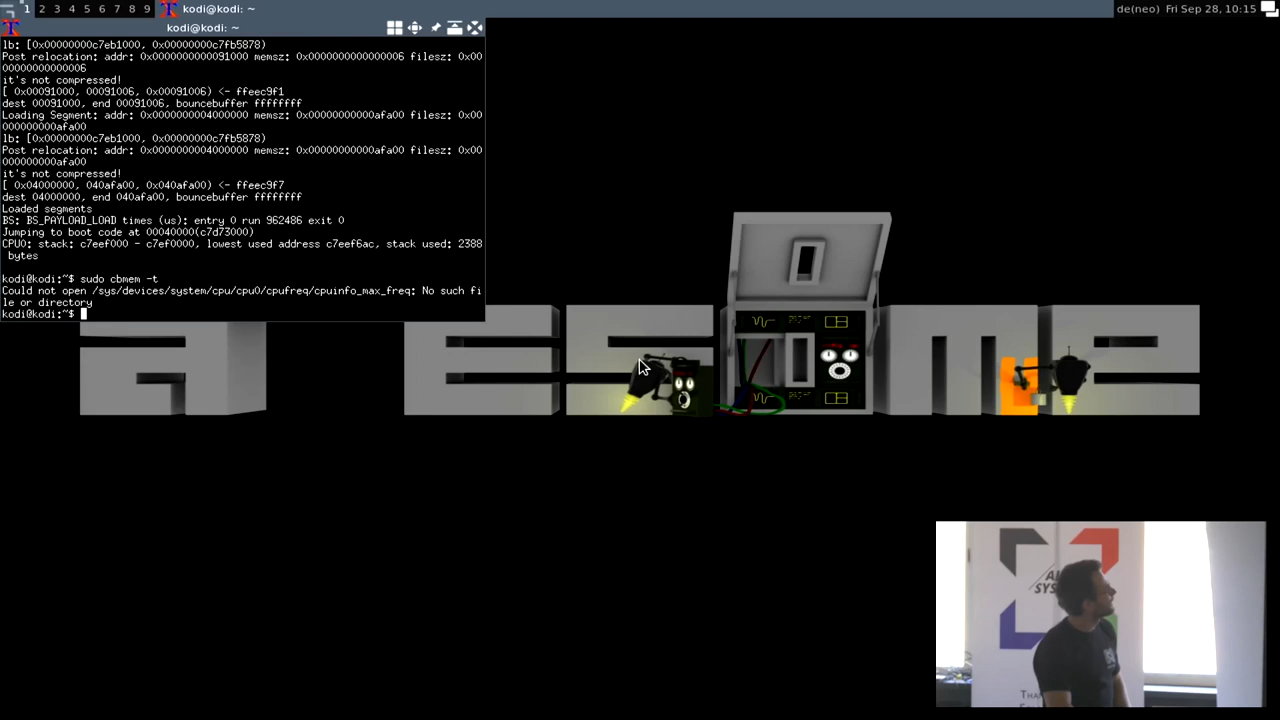 1 2 3 4 5 6 7 8 9 kodi@kodi: ~ de(neo) Fri Sep 28, 10:15
kodi@kodi: ~
lb: [0x00000000c7eb1000, 0x00000000c7fb5878)
Post relocation: addr: 0x0000000000091000 memsz: 0x0000000000000006 filesz: 0x00
00000000000006
it's not compressed!
[ 0x00091000, 00091006, 0x00091006) <- ffeec9f1
dest 00091000, end 00091006, bouncebuffer ffffffff
Loading Segment: addr: 0x0000000004000000 memsz: 0x00000000000afa00 filesz: 0x00
000000000afa00
lb: [0x00000000c7eb1000, 0x00000000c7fb5878)
Post relocation: addr: 0x0000000004000000 memsz: 0x00000000000afa00 filesz: 0x00
000000000afa00
it's not compressed!
[ 0x04000000, 040afa00, 0x040afa00) <- ffeec9f7
dest 04000000, end 040afa00, bouncebuffer ffffffff
Loaded segments
BS: BS_PAYLOAD_LOAD times (us): entry 0 run 962486 exit 0
Jumping to boot code at 00040000(c7d73000)
CPU0: stack: c7eef000 - c7ef0000, lowest used address c7eef6ac, stack used: 2388
bytes
kodi@kodi:~$ sudo cbmem -t
Could not open /sys/devices/system/cpu/cpu0/cpufreq/cpuinfo_max_freq: No such fi
le or directory
kodi@kodi:~$
a esome